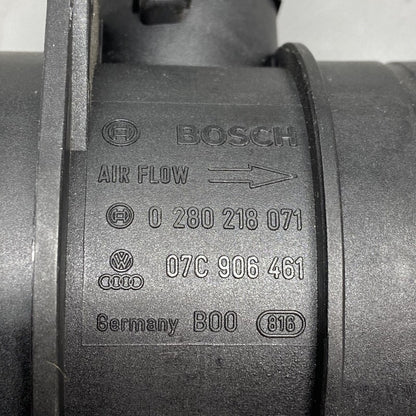 BOSCH
AIR FLOW
0 280 218 071
07C 906 461
Germany B00 816